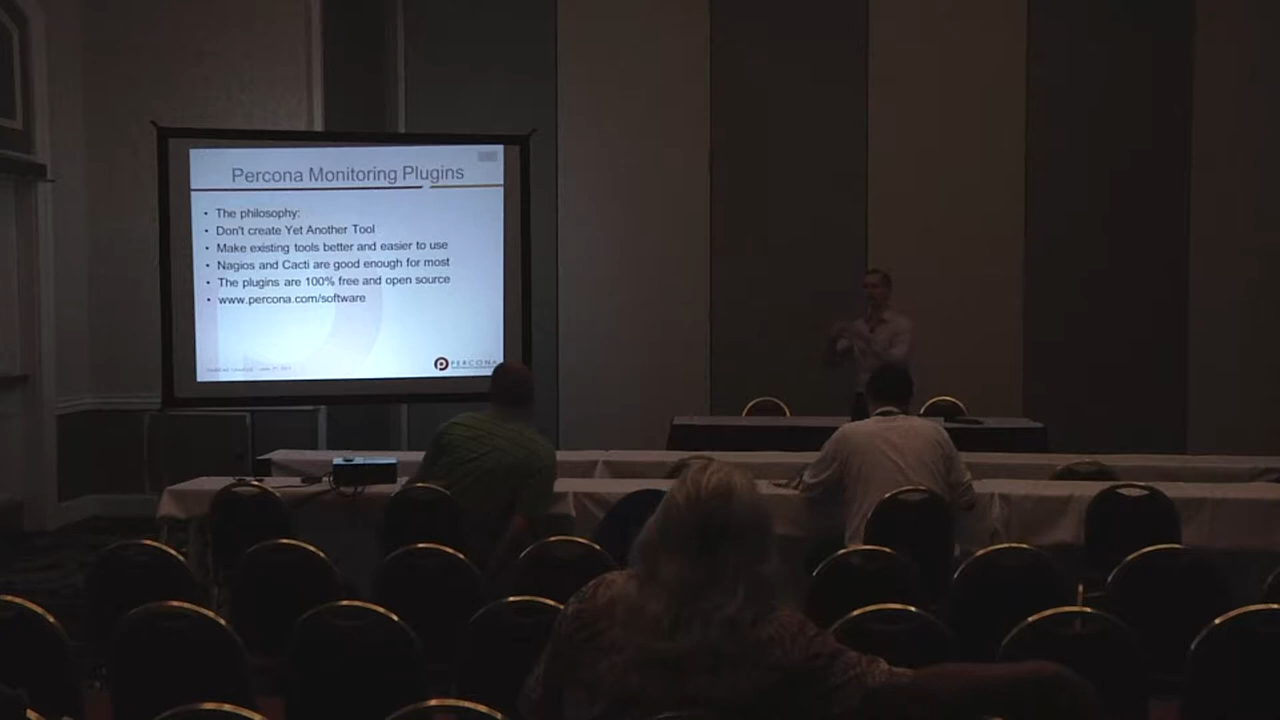 Percona Monitoring Plugins
• The philosophy:
• Don't create Yet Another Tool
• Make existing tools better and easier to use
• Nagios and Cacti are good enough for most
• The plugins are 100% free and open source
• www.percona.com/software
PERCONA